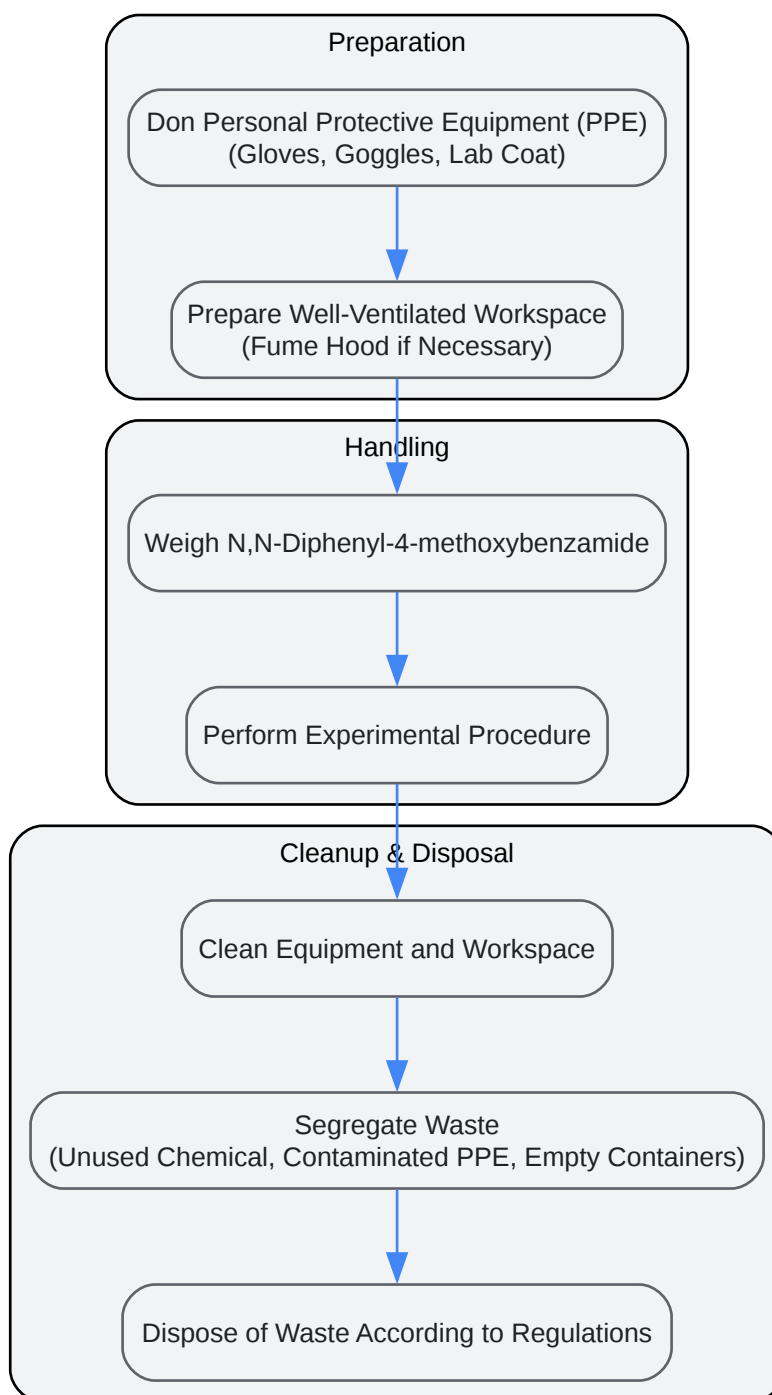 Preparation
Don Personal Protective Equipment (PPE)
(Gloves, Goggles, Lab Coat)
Prepare Well-Ventilated Workspace
(Fume Hood if Necessary)
Handling
Weigh N,N-Diphenyl-4-methoxybenzamide
Perform Experimental Procedure
Cleanup & Disposal
Clean Equipment and Workspace
Segregate Waste
(Unused Chemical, Contaminated PPE, Empty Containers)
Dispose of Waste According to Regulations